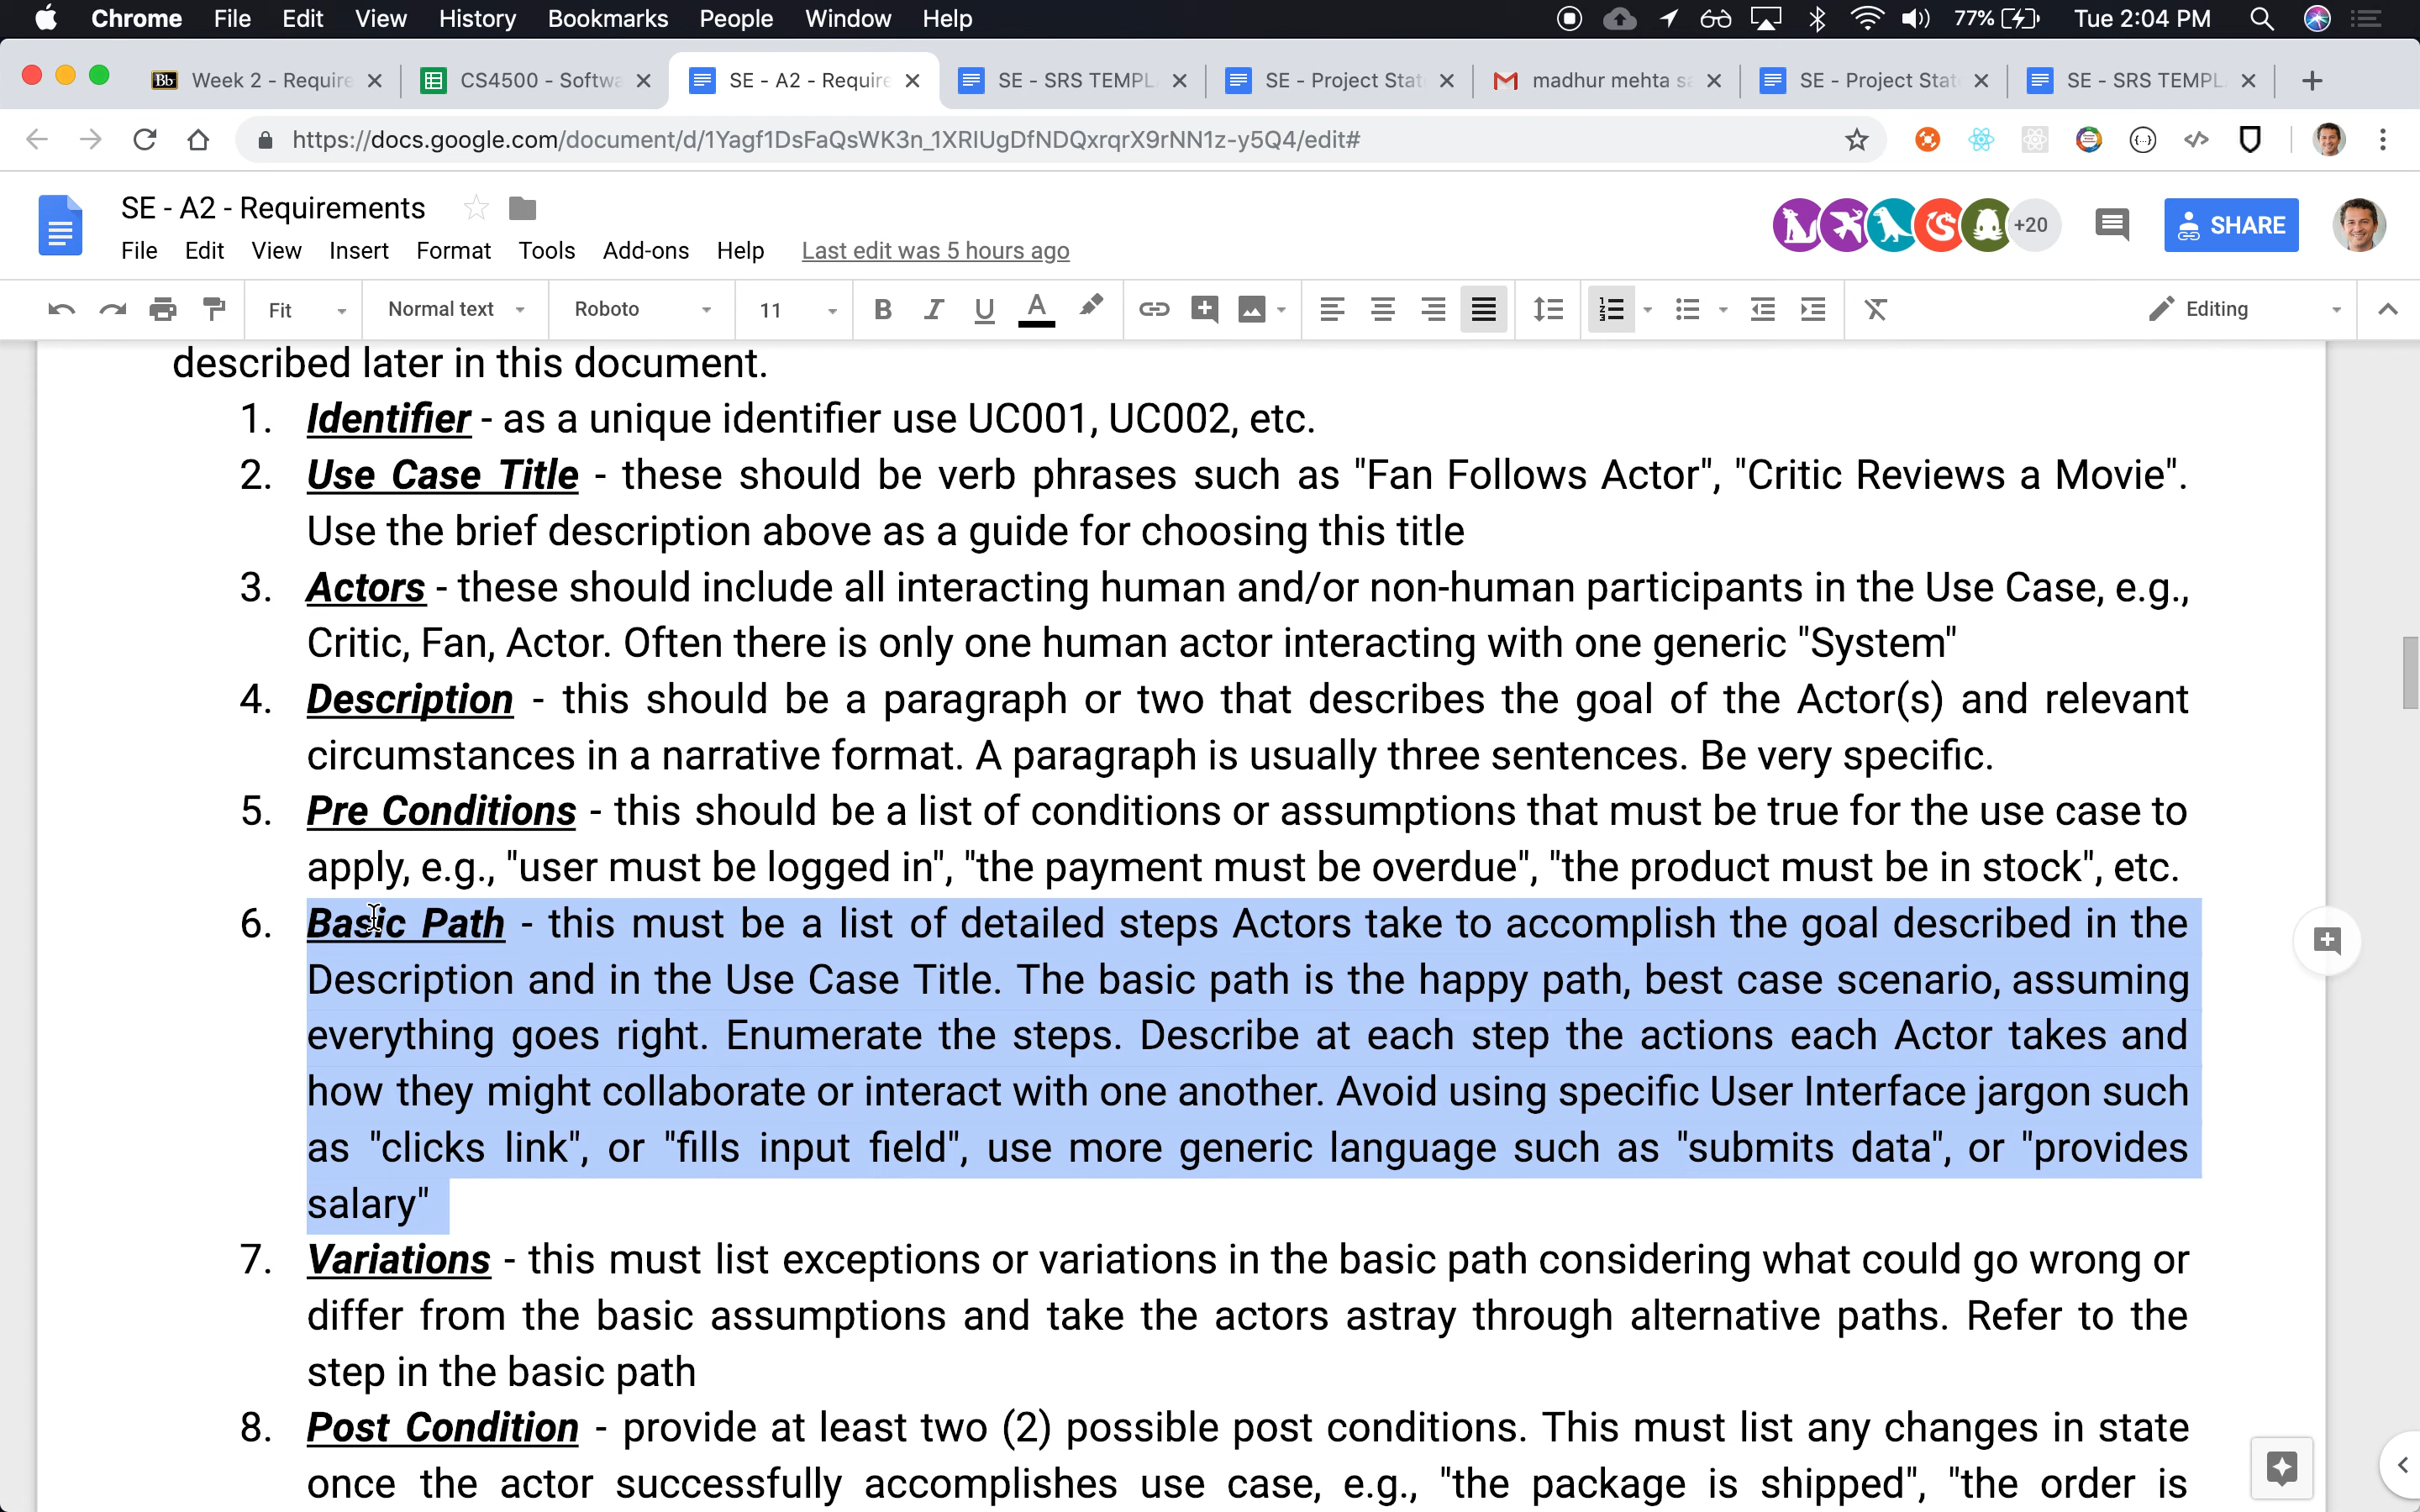 Chrome File Edit View History Bookmarks People Window Help 77% Tue 2:04 PM
Week 2 - Require CS4500 - Softwa SE - A2 - Require SE - SRS TEMPL SE - Project Stat madhur mehta sa SE - Project Stat SE - SRS TEMPL
https://docs.google.com/document/d/1Yagf1DsFaQsWK3n_1XRIUgDfNDQxrqrX9rNN1z-y5Q4/edit#
SE - A2 - Requirements
+20 SHARE
File Edit View Insert Format Tools Add-ons Help Last edit was 5 hours ago
Fit Normal text Roboto 11 B I U A Editing
described later in this document.
1. Identifier - as a unique identifier use UC001, UC002, etc.
2. Use Case Title - these should be verb phrases such as "Fan Follows Actor", "Critic Reviews a Movie".
Use the brief description above as a guide for choosing this title
3. Actors - these should include all interacting human and/or non-human participants in the Use Case, e.g.,
Critic, Fan, Actor. Often there is only one human actor interacting with one generic "System"
4. Description - this should be a paragraph or two that describes the goal of the Actor(s) and relevant
circumstances in a narrative format. A paragraph is usually three sentences. Be very specific.
5. Pre Conditions - this should be a list of conditions or assumptions that must be true for the use case to
apply, e.g., "user must be logged in", "the payment must be overdue", "the product must be in stock", etc.
6. Basic Path - this must be a list of detailed steps Actors take to accomplish the goal described in the
Description and in the Use Case Title. The basic path is the happy path, best case scenario, assuming
everything goes right. Enumerate the steps. Describe at each step the actions each Actor takes and
how they might collaborate or interact with one another. Avoid using specific User Interface jargon such
as "clicks link", or "fills input field", use more generic language such as "submits data", or "provides
salary"
7. Variations - this must list exceptions or variations in the basic path considering what could go wrong or
differ from the basic assumptions and take the actors astray through alternative paths. Refer to the
step in the basic path
8. Post Condition - provide at least two (2) possible post conditions. This must list any changes in state
once the actor successfully accomplishes use case, e.g., "the package is shipped", "the order is